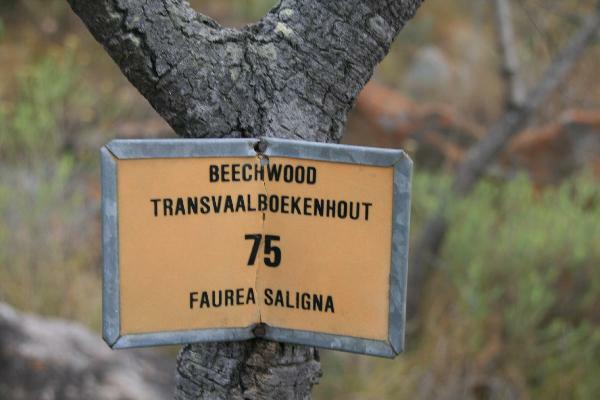 BEECHWOOD
TRANSVAALBOEKENHOUT
75
FAUREA SALIGNA